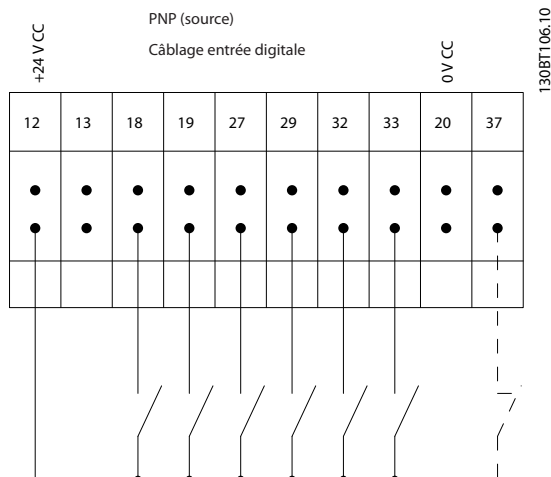 PNP (source)
Câblage entrée digitale
+24 V CC
0 V CC
130BT106.10
12 13 18 19 27 29 32 33 20 37